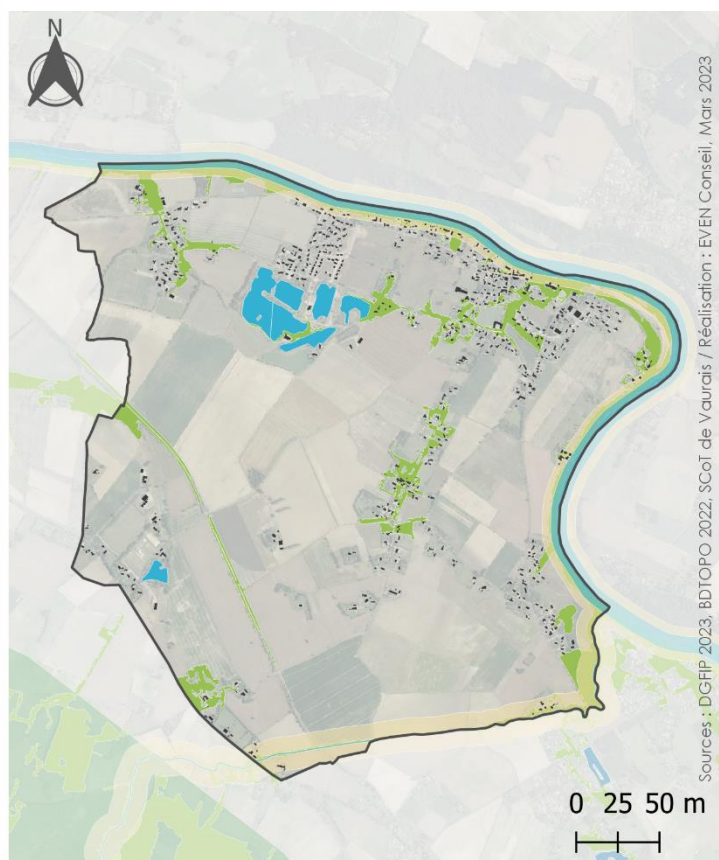 N
Sources : DGFIP 2023, BDTOPO 2022, SCoT de Vaurais / Réalisation : EVEN Conseil, Mars 2023
0 25 50 m